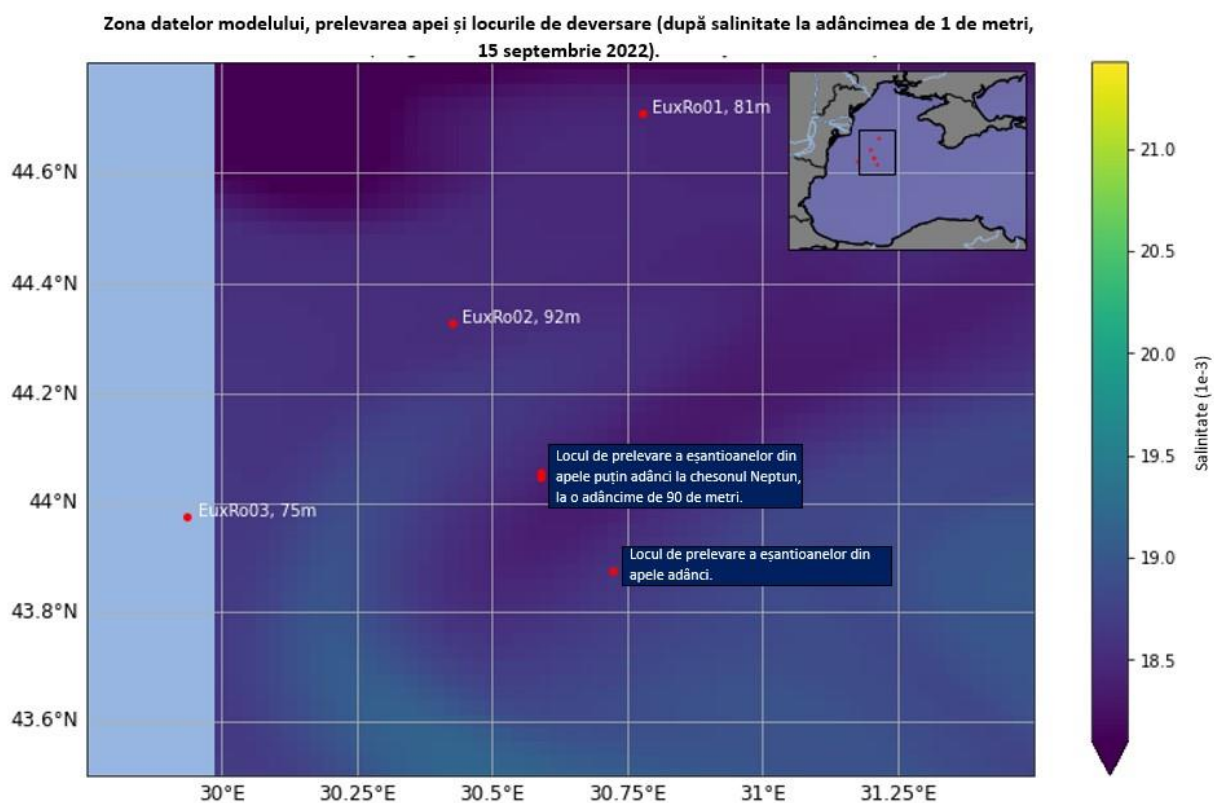 Zona datelor modelului, prelevarea apei și locurile de deversare (după salinitate la adâncimea de 1 de metri,
15 septembrie 2022).
EuxRo01, 81m
44.6°N
21.0
20.5
44.4°N
EuxRo02, 92m
20.0
44.2°N
Salinitate (1e-3)
19.5
Locul de prelevare a eșantioanelor din
apele puțin adânci la chesonul Neptun,
la o adâncime de 90 de metri.
44°N
EuxRo03, 75m
19.0
Locul de prelevare a eșantioanelor din
apele adânci.
43.8°N
18.5
43.6°N
30°E
30.25°E
30.5°E
30.75°E
31°E
31.25°E